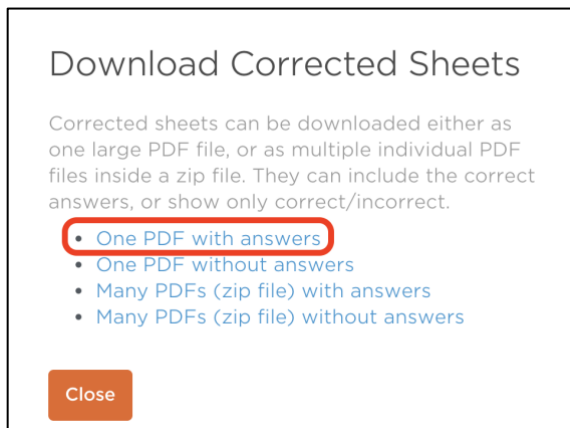 Download Corrected Sheets
Corrected sheets can be downloaded either as
one large PDF file, or as multiple individual PDF
files inside a zip file. They can include the correct
answers, or show only correct/incorrect.
• One PDF with answers
• One PDF without answers
• Many PDFs (zip file) with answers
• Many PDFs (zip file) without answers
Close